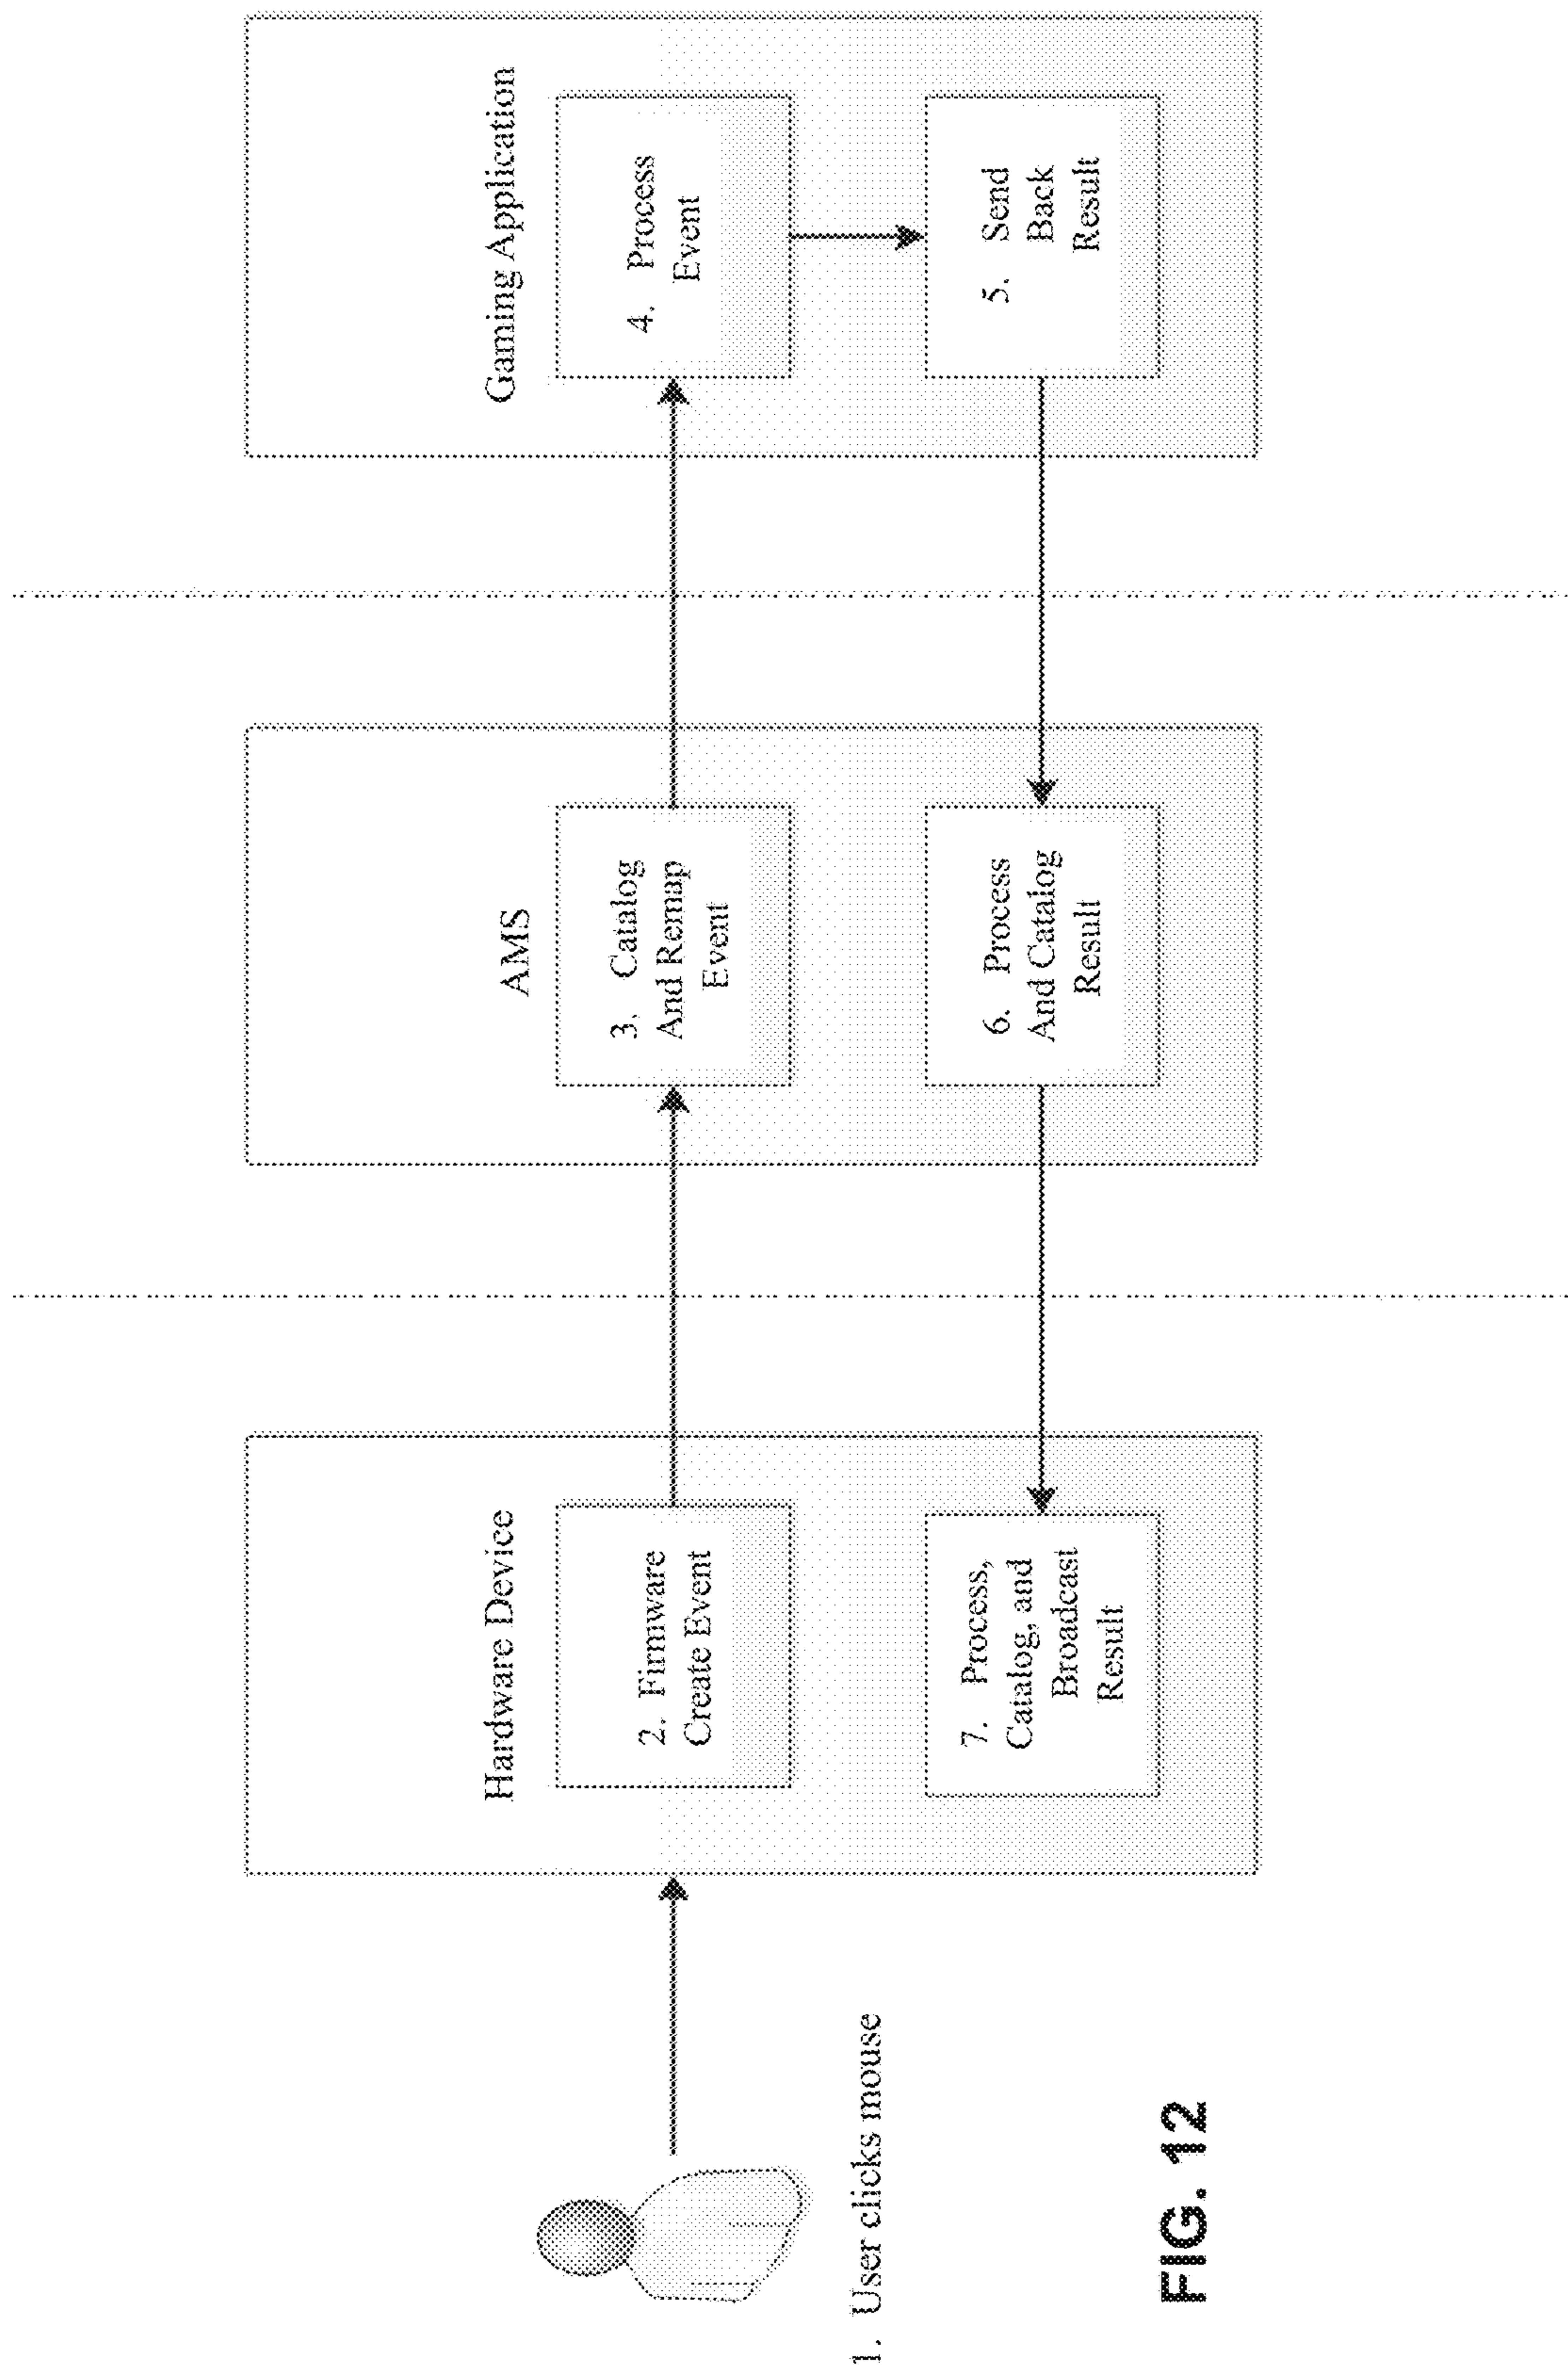 1. User clicks mouse
Hardware Device
2. Firmware
Create Event
AMS
3. Catalog
And Remap
Event
Gaming Application
4. Process
Event
5. Send
Back
Result
6. Process
And Catalog
Result
7. Process,
Catalog, and
Broadcast
Result
FIG. 12